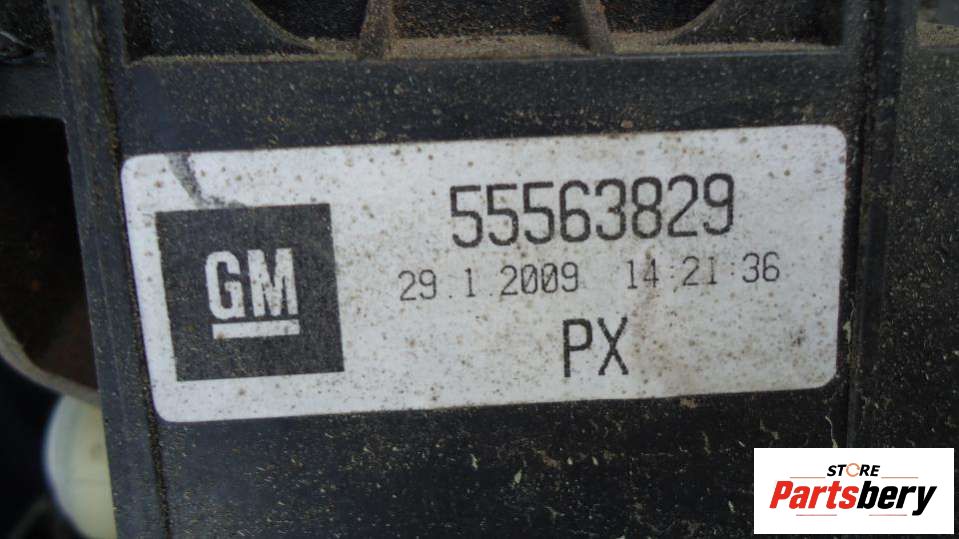 55563829
GM
29.1.2009 14:21:36
PX
STORE
Partsbery